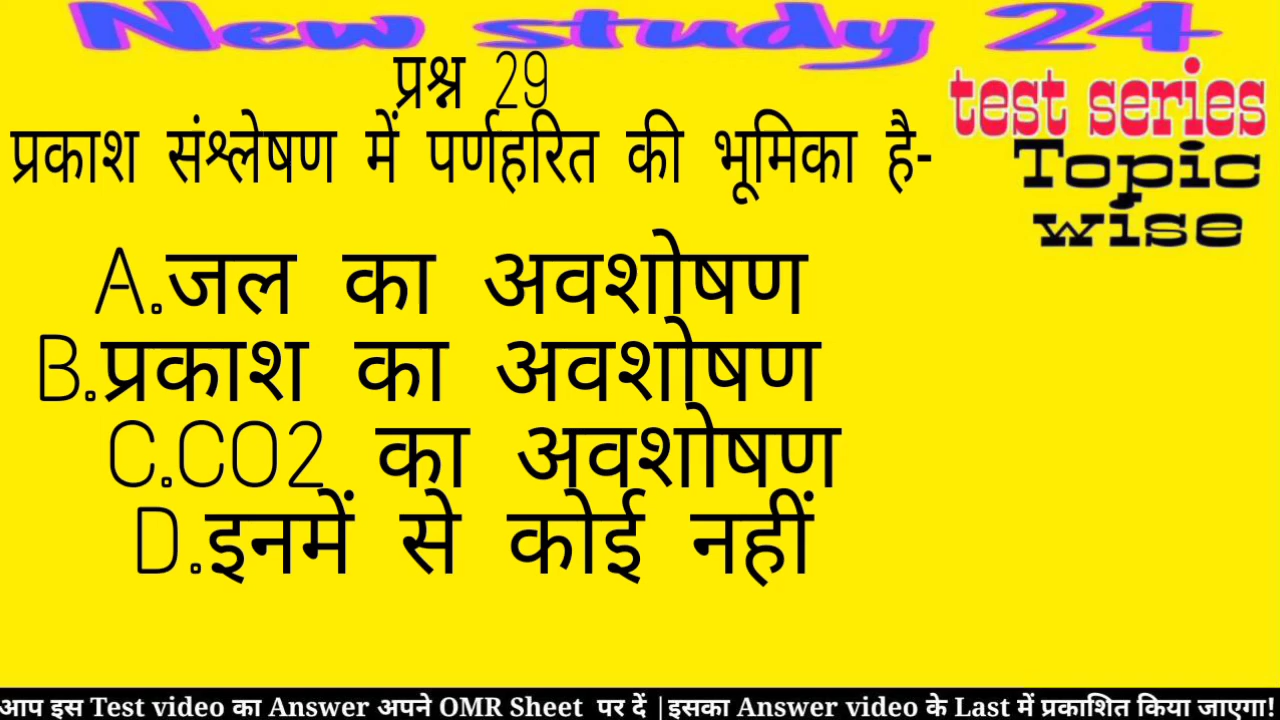 New study 24
प्रश्न 29
test series
Topic
wise
प्रकाश संश्लेषण में पर्णहरित की भूमिका है-
A.जल का अवशोषण
B.प्रकाश का अवशोषण
C.CO2 का अवशोषण
D.इनमें से कोई नहीं
आप इस Test video का Answer अपने OMR Sheet पर दें |इसका Answer video के Last में प्रकाशित किया जाएगा!